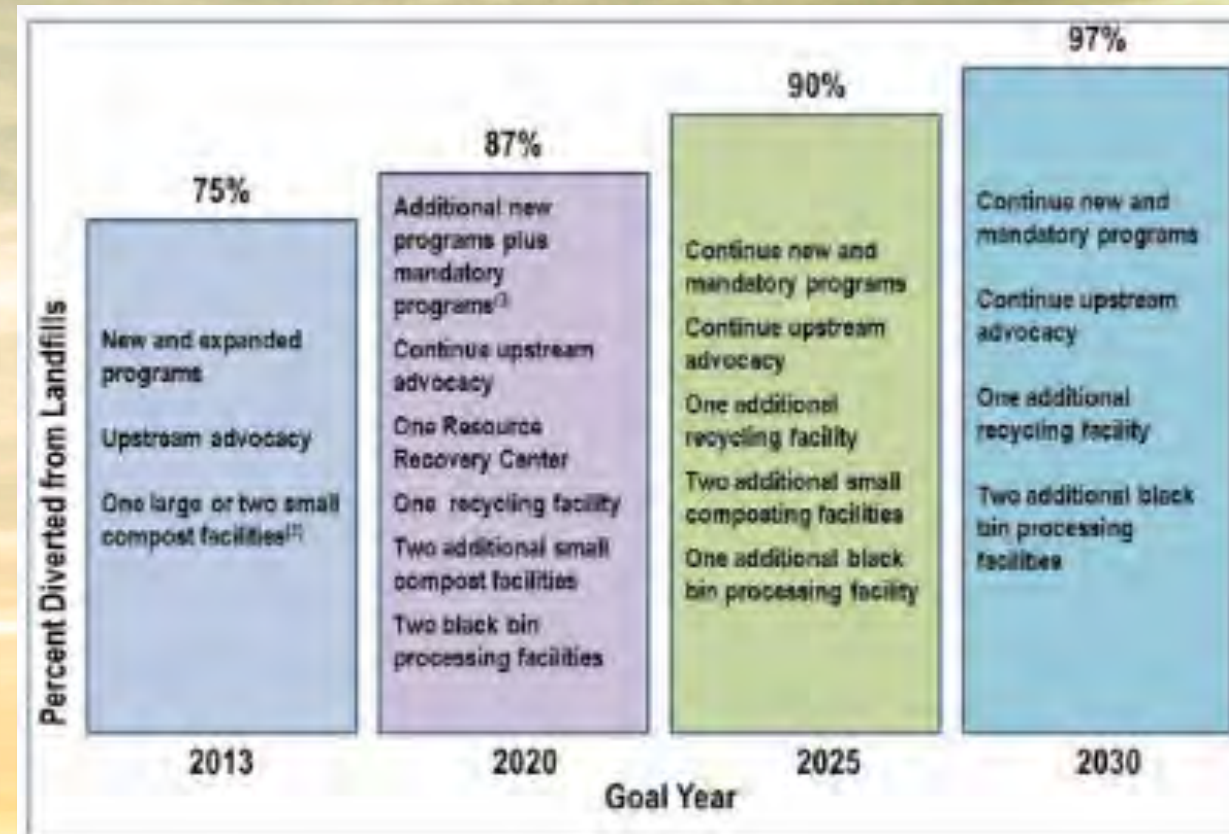 97%
90%
87%
75%
Percent Diverted from Landfills
New and expanded
programs
Upstream advocacy
One large or two small
compost facilities
Additional new
programs plus
mandatory
programs
Continue upstream
advocacy
One Resource
Recovery Center
One recycling facility
Two additional small
compost facilities
Two black bin
processing facilities
Continue new and
mandatory programs
Continue upstream
advocacy
One additional
recycling facility
Two additional small
composting facilities
One additional black
bin processing facility
Continue new and
mandatory programs
Continue upstream
advocacy
One additional
recycling facility
Two additional black
bin processing
facilities
2013
2020
2025
2030
Goal Year